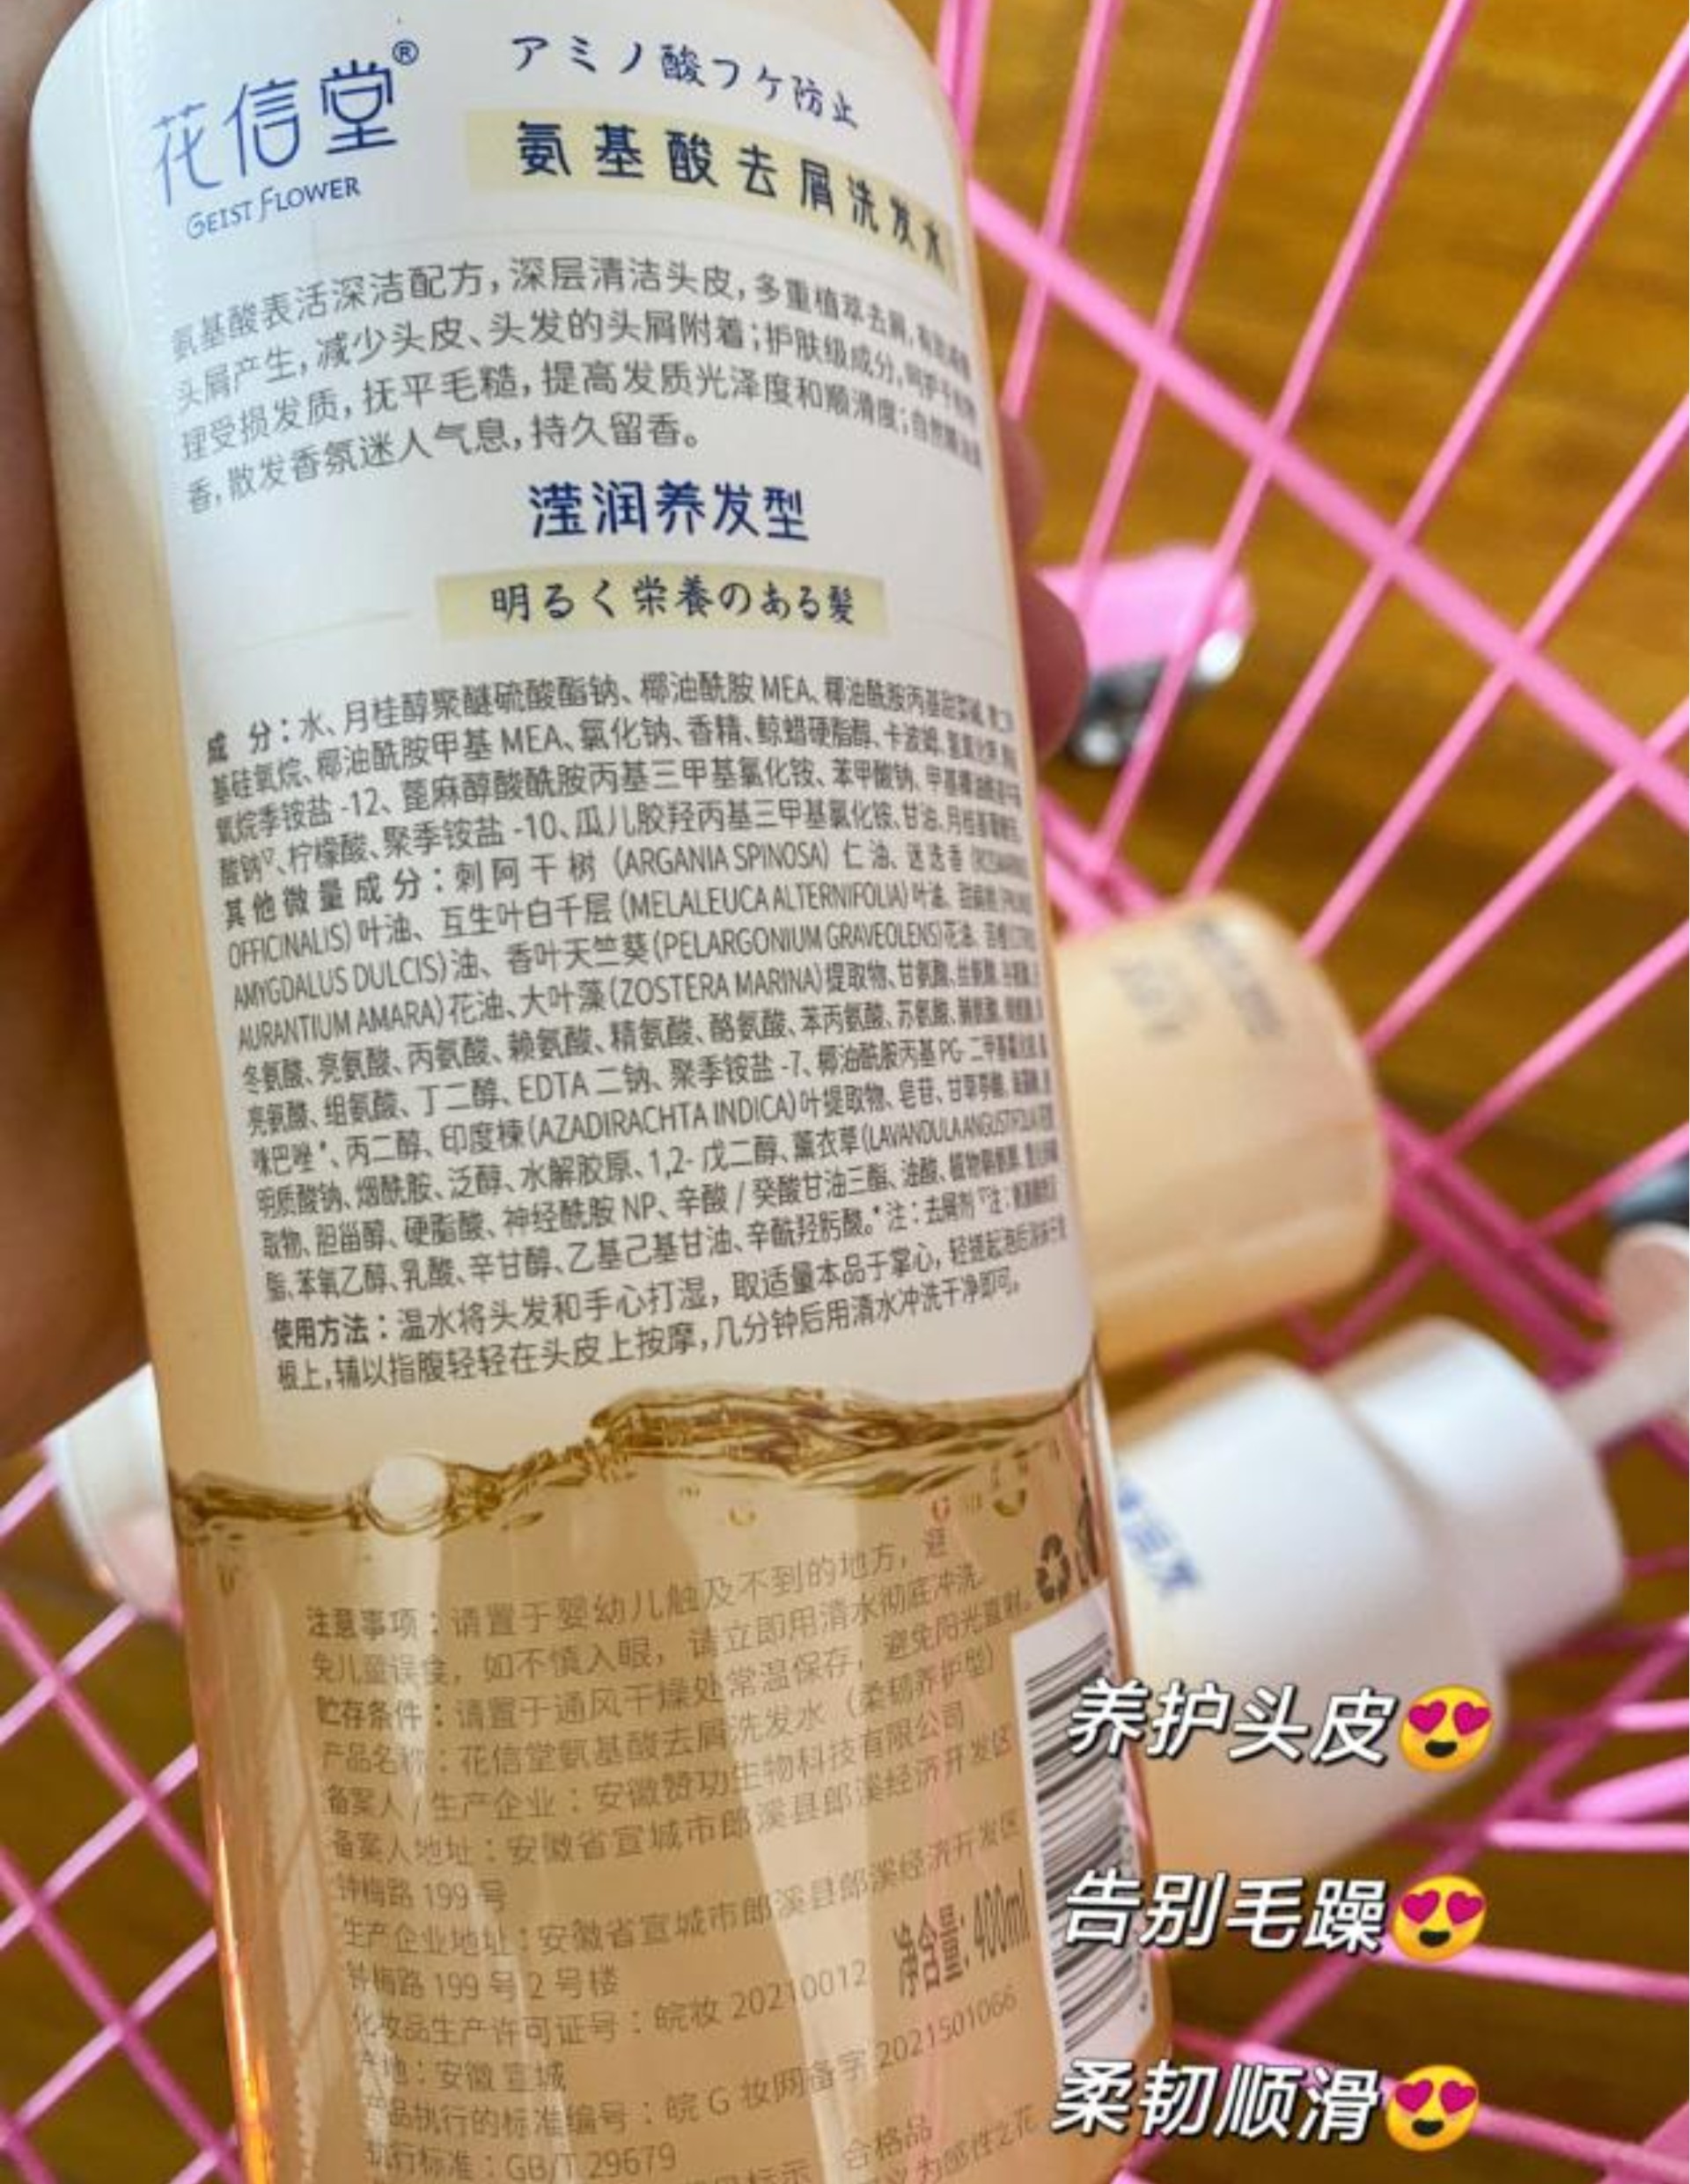 花信堂®
GEIST FLOWER
アミノ酸フケ防止
氨基酸去屑洗发水
氨基酸表活深洁配方,深层清洁头皮,多重植萃去屑,
头屑产生,减少头皮、头发的头屑附着;护肤级成分,
理受损发质,抚平毛糙,提高发质光泽度和顺滑度;自然
香,散发香氛迷人气息,持久留香。
滢润养发型
明るく栄養のある髪
成 分:水、月桂醇聚醚硫酸酯钠、椰油酰胺 MEA、椰油酰胺丙基甜菜碱、
基硅氧烷、椰油酰胺甲基 MEA、氯化钠、香精、鲸蜡硬脂醇、卡波姆、
氧烷季铵盐 -12、蓖麻醇酸酰胺丙基三甲基氯化铵、苯甲酸钠、
酸钠▽、柠檬酸、聚季铵盐 -10、瓜儿胶羟丙基三甲基氯化铵、甘油、
其他微量成分:刺阿干树 (ARGANIA SPINOSA) 仁油、迷迭香
OFFICINALIS) 叶油、互生叶白千层 (MELALEUCA ALTERNIFOLIA) 叶油、
AMYGDALUS DULCIS) 油、香叶天竺葵 (PELARGONIUM GRAVEOLENS) 花油、
AURANTIUM AMARA) 花油、大叶藻 (ZOSTERA MARINA) 提取物、甘氨酸、丝氨酸、
冬氨酸、亮氨酸、丙氨酸、赖氨酸、精氨酸、酪氨酸、苯丙氨酸、苏氨酸、
亮氨酸、组氨酸、丁二醇、EDTA 二钠、聚季铵盐 -7、椰油酰胺丙基 PG-
咪巴唑*、丙二醇、印度楝 (AZADIRACHTA INDICA) 叶提取物、皂苷、甘草亭酸、
明质酸钠、烟酰胺、泛醇、水解胶原、1,2- 戊二醇、薰衣草 (LAVANDULA ANGUSTIFOLIA)
取物、胆甾醇、硬脂酸、神经酰胺 NP、辛酸 / 癸酸甘油三酯、油酸、
酯、苯氧乙醇、乳酸、辛甘醇、乙基己基甘油、辛酰羟肟酸。*注:去屑剂 ▽注:
使用方法:温水将头发和手心打湿,取适量本品于掌心,轻搓起泡后
根上,辅以指腹轻轻在头皮上按摩,几分钟后用清水冲洗干净即可。
注意事项:请置于婴幼儿触及不到的地方,避
免儿童误食,如不慎入眼,请立即用清水彻底冲洗。
贮存条件:请置于通风干燥处常温保存,避免阳光直射。
产品名称:花信堂氨基酸去屑洗发水(柔韧养护型)
备案人/生产企业:安徽赞功生物科技有限公司
备案人地址:安徽省宣城市郎溪县郎溪经济开发区
钟梅路 199 号
生产企业地址:安徽省宣城市郎溪县郎溪经济开发区
钟梅路 199 号 2 号楼
净含量:400ml
化妆品生产许可证号:皖妆 20210012
产地:安徽宣城
产品执行的标准编号:皖 G 妆网备字 2021501066
执行标准:GB/T 29679
合格品
养护头皮😍
告别毛躁😍
柔韧顺滑😍